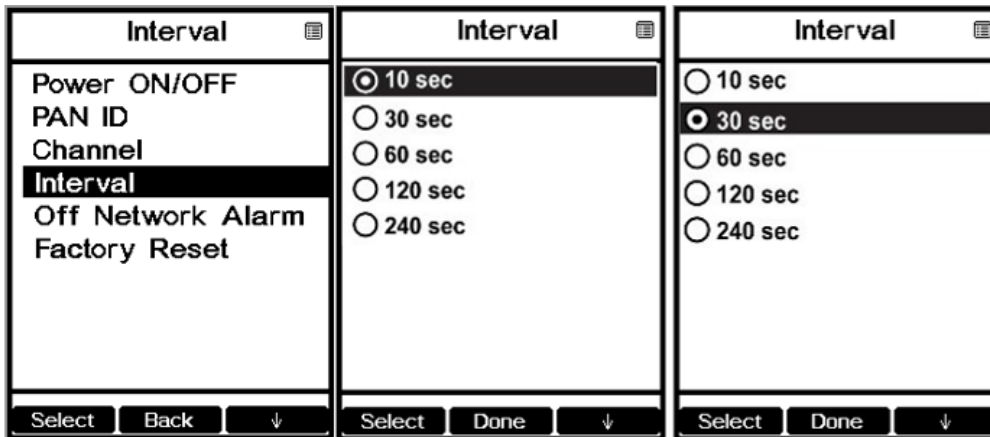 Interval
Power ON/OFF
PAN ID
Channel
Interval
Off Network Alarm
Factory Reset
Select Back ↓
Interval
10 sec
30 sec
60 sec
120 sec
240 sec
Select Done ↓
Interval
10 sec
30 sec
60 sec
120 sec
240 sec
Select Done ↓